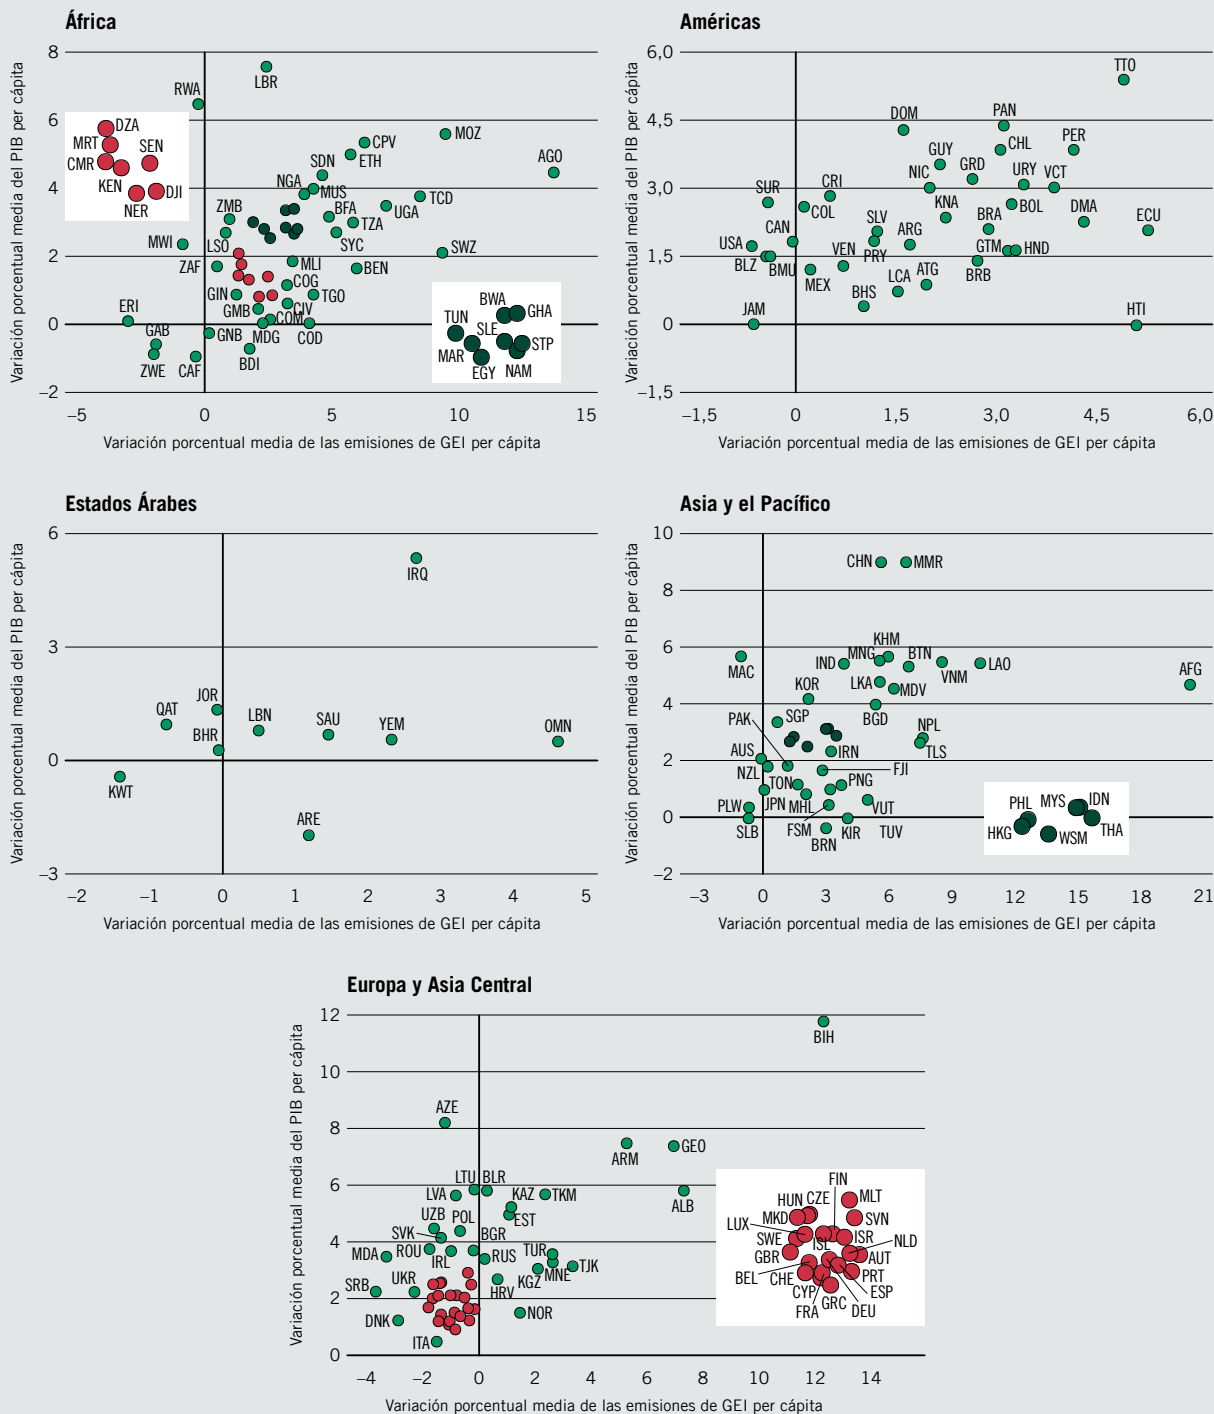 África
Variación porcentual media del PIB per cápita
8
6
4
2
0
−2
−5
0
5
10
15
Variación porcentual media de las emisiones de GEI per cápita
LBR
RWA
DZA
MRT
SEN
CMR
KEN
DJI
NER
CPV
MOZ
ETH
AGO
SDN
NGA
MUS
TCD
BFA
UGA
ZMB
TZA
SYC
LSO
MWI
SWZ
ZAF
MLI
BEN
COG
GIN
TGO
CIV
GMB
COM
ERI
GNB
MDG
COD
GAB
BDI
ZWE
CAF
BWA
GHA
TUN
SLE
STP
MAR
EGY
NAM
Américas
Variación porcentual media del PIB per cápita
6,0
4,5
3,0
1,5
0
−1,5
−1,5
0
1,5
3,0
4,5
6,0
Variación porcentual media de las emisiones de GEI per cápita
TTO
DOM
PAN
CHL
PER
GUY
GRD
URY
VCT
NIC
SUR
CRI
COL
KNA
BOL
DMA
CAN
SLV
ARG
BRA
ECU
USA
PRY
GTM
HND
BLZ
BMU
VEN
BRB
MEX
LCA
ATG
BHS
JAM
HTI
Estados Árabes
Variación porcentual media del PIB per cápita
6
3
0
−3
−2
−1
0
1
2
3
4
5
Variación porcentual media de las emisiones de GEI per cápita
IRQ
JOR
QAT
LBN
SAU
YEM
OMN
BHR
KWT
ARE
Asia y el Pacífico
Variación porcentual media del PIB per cápita
10
8
6
4
2
0
−2
−3
0
3
6
9
12
15
18
21
Variación porcentual media de las emisiones de GEI per cápita
CHN
MMR
KHM
MNG
BTN
MAC
IND
VNM
LAO
AFG
LKA
MDV
KOR
BGD
SGP
PAK
NPL
TLS
AUS
IRN
NZL
FJI
TON
PNG
PLW
JPN
MHL
VUT
SLB
FSM
KIR
TUV
BRN
PHL
MYS
IDN
HKG
WSM
THA
Europa y Asia Central
Variación porcentual media del PIB per cápita
12
10
8
6
4
2
0
−4
−2
0
2
4
6
8
10
12
14
Variación porcentual media de las emisiones de GEI per cápita
BIH
AZE
ARM
GEO
LTU
BLR
LVA
KAZ
TKM
ALB
UZB
POL
EST
SVK
BGR
ROU
IRL
RUS
TUR
MDA
MNE
TJK
KGZ
UKR
HRV
SRB
DNK
NOR
ITA
FIN
HUN
CZE
MLT
MKD
SVN
LUX
SWE
ISL
ISR
NLD
GBR
AUT
BEL
CHE
PRT
ESP
CYP
DEU
FRA
GRC